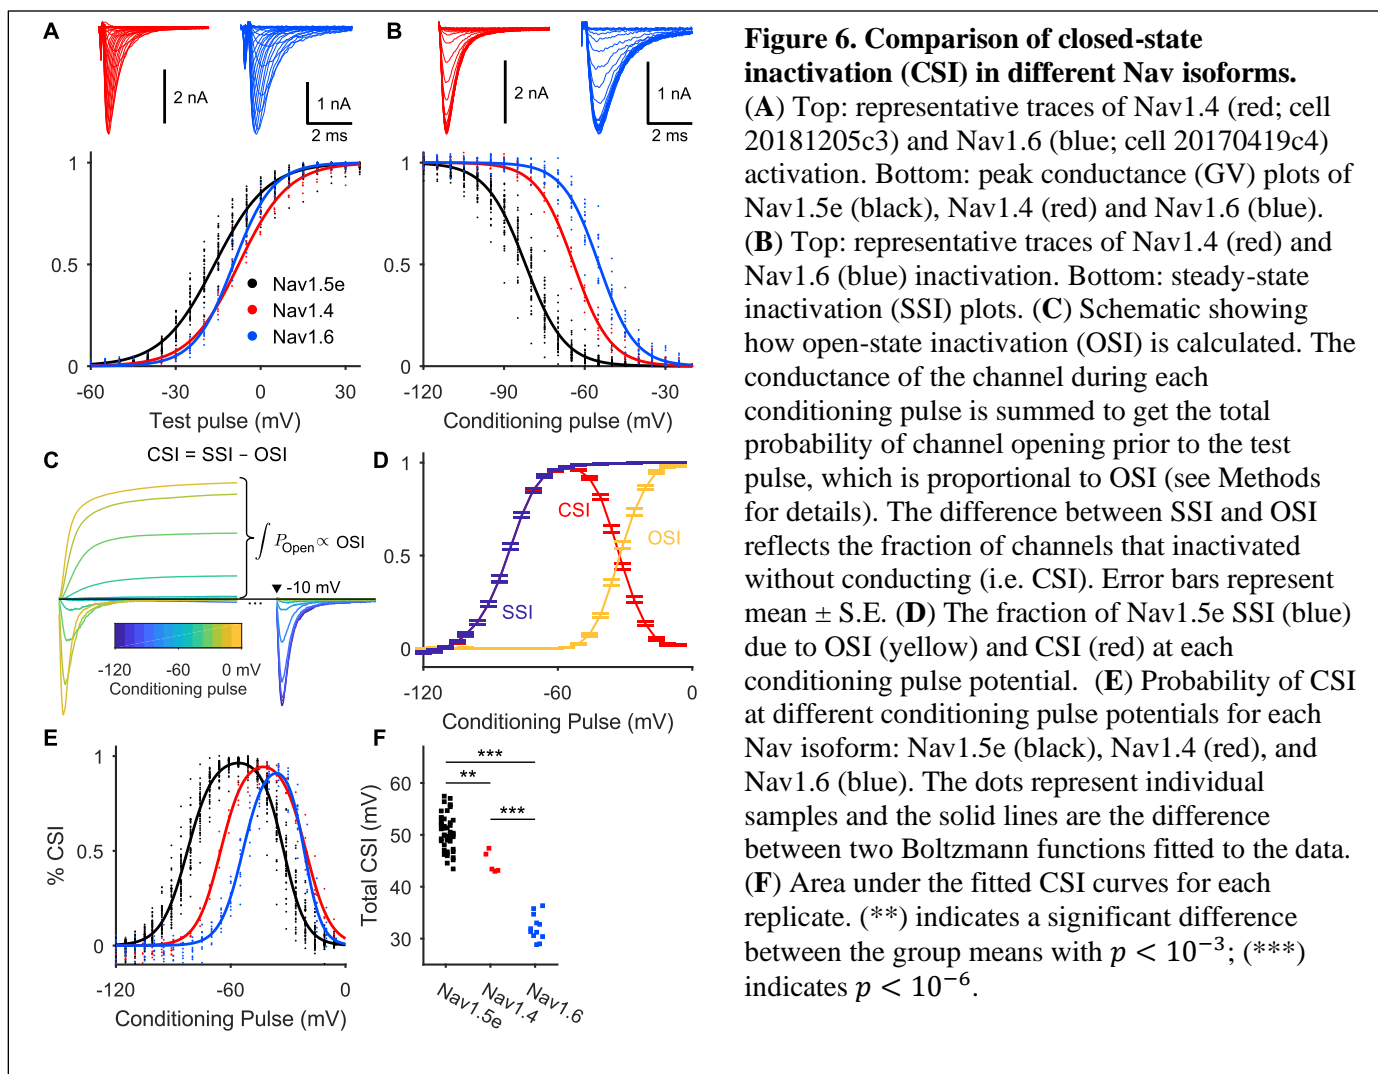 A
B
2 nA
1 nA
2 ms
2 nA
1 nA
2 ms
1
0.5
0
Nav1.5e
Nav1.4
Nav1.6
-60
-30
0
30
Test pulse (mV)
1
0.5
0
-120
-90
-60
-30
Conditioning pulse (mV)
C
CSI = SSI − OSI
∫ P_Open ∝ OSI
-10 mV
...
-120
-60
0 mV
Conditioning pulse
D
1
0.5
0
SSI
CSI
OSI
-120
-80
-40
0
Conditioning Pulse (mV)
E
1
0.5
0
% CSI
-120
-60
0
Conditioning Pulse (mV)
F
***
**
***
60
50
40
30
Total CSI (mV)
Nav1.5e
Nav1.4
Nav1.6
Figure 6. Comparison of closed-state
inactivation (CSI) in different Nav isoforms.
(A) Top: representative traces of Nav1.4 (red; cell
20181205c3) and Nav1.6 (blue; cell 20170419c4)
activation. Bottom: peak conductance (GV) plots of
Nav1.5e (black), Nav1.4 (red) and Nav1.6 (blue).
(B) Top: representative traces of Nav1.4 (red) and
Nav1.6 (blue) inactivation. Bottom: steady-state
inactivation (SSI) plots. (C) Schematic showing
how open-state inactivation (OSI) is calculated. The
conductance of the channel during each
conditioning pulse is summed to get the total
probability of channel opening prior to the test
pulse, which is proportional to OSI (see Methods
for details). The difference between SSI and OSI
reflects the fraction of channels that inactivated
without conducting (i.e. CSI). Error bars represent
mean ± S.E. (D) The fraction of Nav1.5e SSI (blue)
due to OSI (yellow) and CSI (red) at each
conditioning pulse potential. (E) Probability of CSI
at different conditioning pulse potentials for each
Nav isoform: Nav1.5e (black), Nav1.4 (red), and
Nav1.6 (blue). The dots represent individual
samples and the solid lines are the difference
between two Boltzmann functions fitted to the data.
(F) Area under the fitted CSI curves for each
replicate. (**) indicates a significant difference
between the group means with p < 10⁻³; (***)
indicates p < 10⁻⁶.